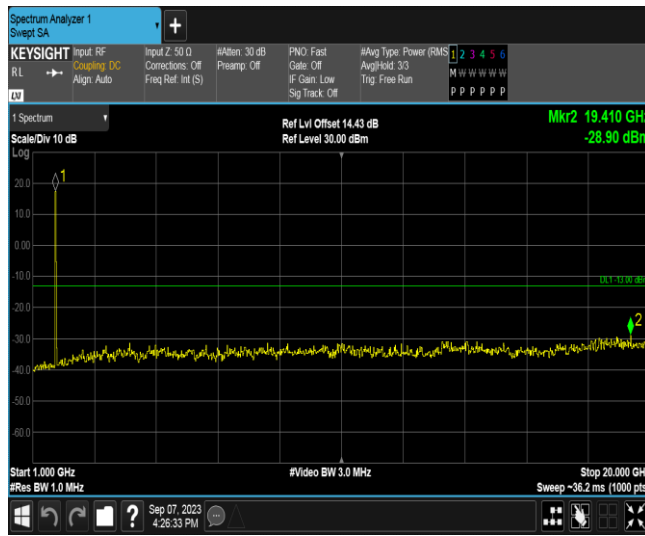 Spectrum Analyzer 1
Swept SA
+
KEYSIGHT Input: RF Input Z: 50 Ω #Atten: 30 dB PNO: Fast #Avg Type: Power (RMS 1 2 3 4 5 6
RL Coupling: DC Corrections: Off Preamp: Off Gate: Off Avg|Hold: 3/3 M W W W W W
Align: Auto Freq Ref: Int (S) IF Gain: Low Trig: Free Run
LXI Sig Track: Off P P P P P P
1 Spectrum Ref Lvl Offset 14.43 dB Mkr2 19.410 GHz
Scale/Div 10 dB Ref Level 30.00 dBm -28.90 dBm
Log
20.0
1
10.0
0.00
-10.0
DL1 -13.00 dB
-20.0
2
-30.0
-40.0
-50.0
-60.0
Start 1.000 GHz #Video BW 3.0 MHz Stop 20.000 GH
#Res BW 1.0 MHz Sweep ~36.2 ms (1000 pts
? Sep 07, 2023
4:26:33 PM